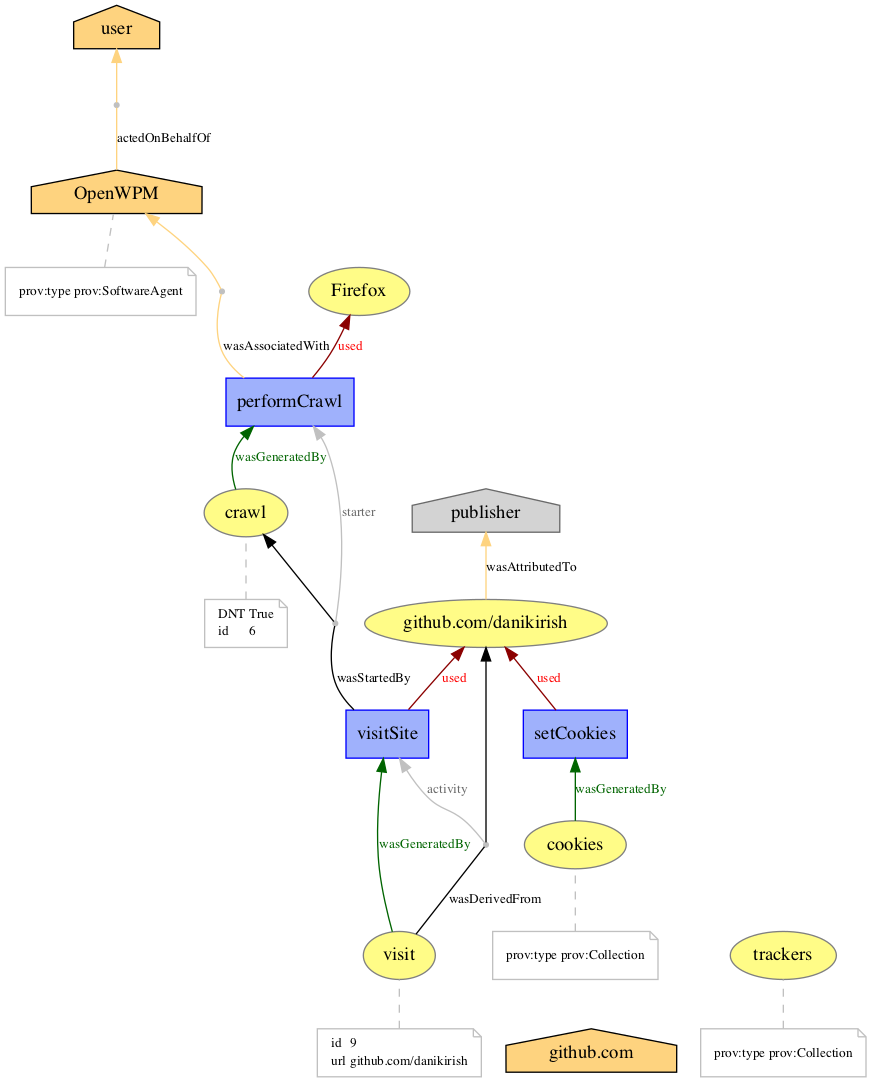 user
actedOnBehalfOf
OpenWPM
prov:type prov:SoftwareAgent
Firefox
wasAssociatedWith
used
performCrawl
wasGeneratedBy
crawl
starter
publisher
wasAttributedTo
DNT True
id 6
github.com/danikirish
wasStartedBy
used
used
visitSite
setCookies
activity
wasGeneratedBy
wasGeneratedBy
cookies
wasDerivedFrom
visit
prov:type prov:Collection
trackers
id 9
url github.com/danikirish
github.com
prov:type prov:Collection